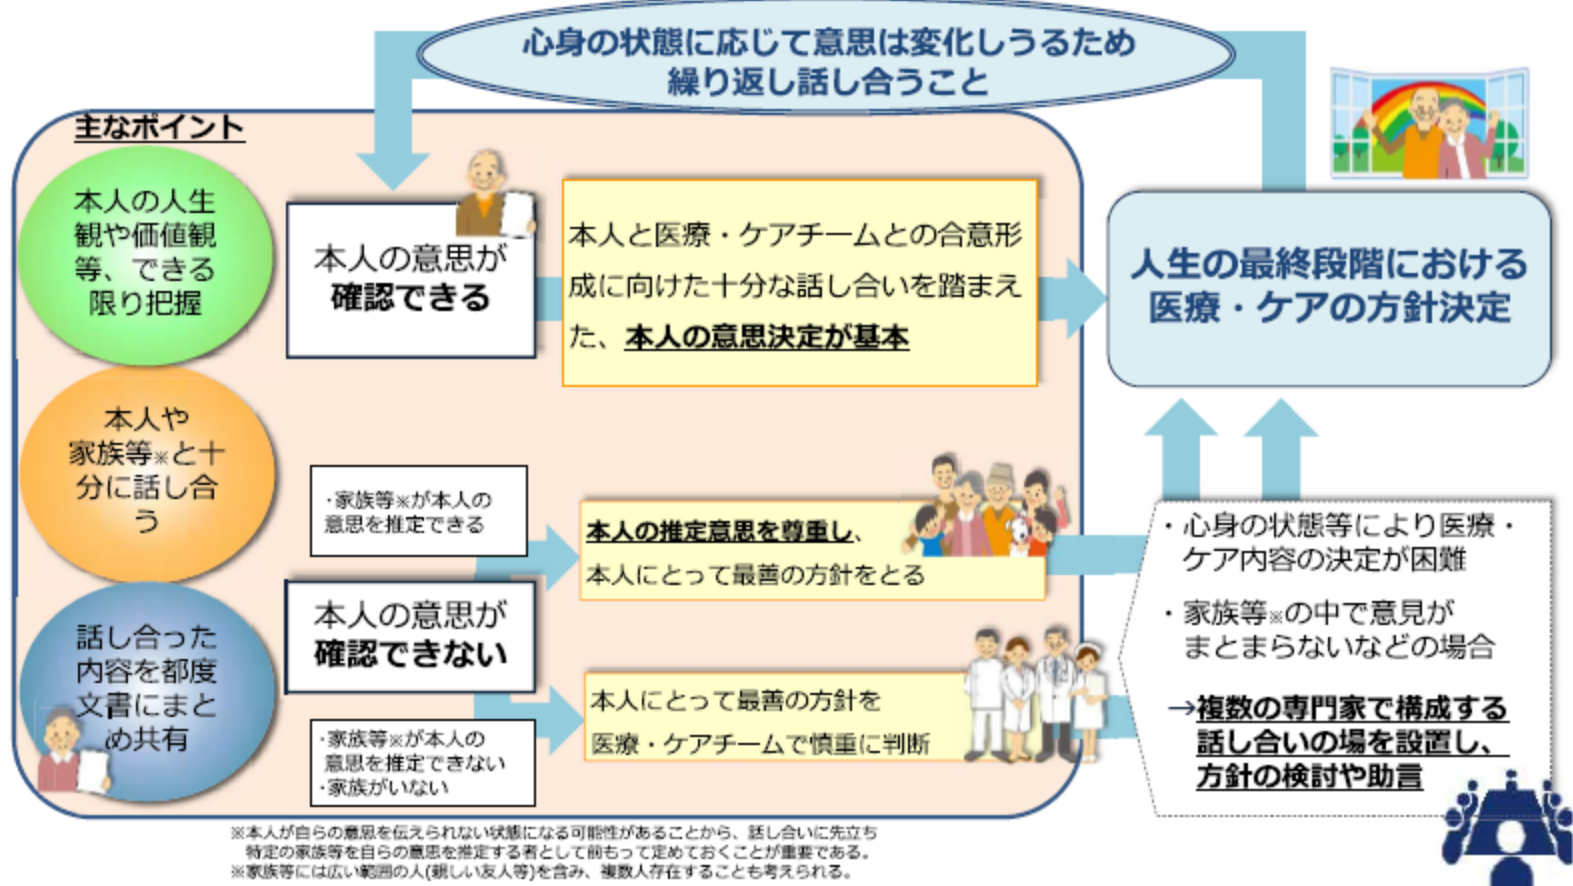 心身の状態に応じて意思は変化しうるため
繰り返し話し合うこと
主なポイント
本人の人生
観や価値観
等、できる
限り把握
本人や
家族等※と十
分に話し合
う
話し合った
内容を都度
文書にまと
め共有
本人の意思が
確認できる
本人と医療・ケアチームとの合意形
成に向けた十分な話し合いを踏まえ
た、本人の意思決定が基本
人生の最終段階における
医療・ケアの方針決定
・家族等※が本人の
意思を推定できる
本人の推定意思を尊重し、
本人にとって最善の方針をとる
本人の意思が
確認できない
・家族等※が本人の
意思を推定できない
・家族がいない
本人にとって最善の方針を
医療・ケアチームで慎重に判断
・心身の状態等により医療・
ケア内容の決定が困難
・家族等※の中で意見が
まとまらないなどの場合
→複数の専門家で構成する
話し合いの場を設置し、
方針の検討や助言
※本人が自らの意思を伝えられない状態になる可能性があることから、話し合いに先立ち
特定の家族等を自らの意思を推定する者として前もって定めておくことが重要である。
※家族等には広い範囲の人(親しい友人等)を含み、複数人存在することも考えられる。